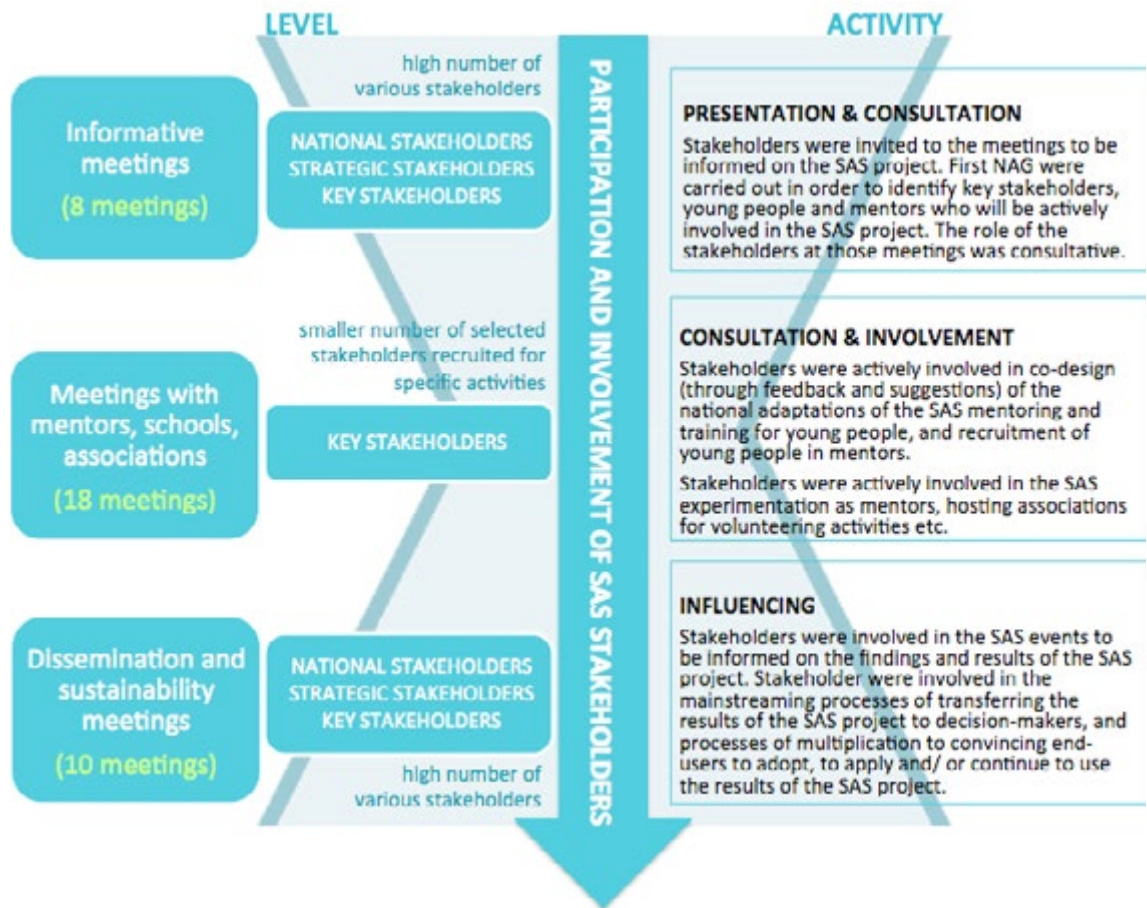 LEVEL
ACTIVITY
PARTICIPATION AND INVOLVEMENT OF SAS STAKEHOLDERS
Informative
meetings
(8 meetings)
high number of
various stakeholders
NATIONAL STAKEHOLDERS
STRATEGIC STAKEHOLDERS
KEY STAKEHOLDERS
PRESENTATION & CONSULTATION
Stakeholders were invited to the meetings to be
informed on the SAS project. First NAG were
carried out in order to identify key stakeholders,
young people and mentors who will be actively
involved in the SAS project. The role of the
stakeholders at those meetings was consultative.
Meetings with
mentors, schools,
associations
(18 meetings)
smaller number of selected
stakeholders recruited for
specific activities
KEY STAKEHOLDERS
CONSULTATION & INVOLVEMENT
Stakeholders were actively involved in co-design
(through feedback and suggestions) of the
national adaptations of the SAS mentoring and
training for young people, and recruitment of
young people in mentors.
Stakeholders were actively involved in the SAS
experimentation as mentors, hosting associations
for volunteering activities etc.
Dissemination and
sustainability
meetings
(10 meetings)
NATIONAL STAKEHOLDERS
STRATEGIC STAKEHOLDERS
KEY STAKEHOLDERS
high number of
various stakeholders
INFLUENCING
Stakeholders were involved in the SAS events to
be informed on the findings and results of the SAS
project. Stakeholder were involved in the
mainstreaming processes of transferring the
results of the SAS project to decision-makers, and
processes of multiplication to convincing end-
users to adopt, to apply and/ or continue to use
the results of the SAS project.